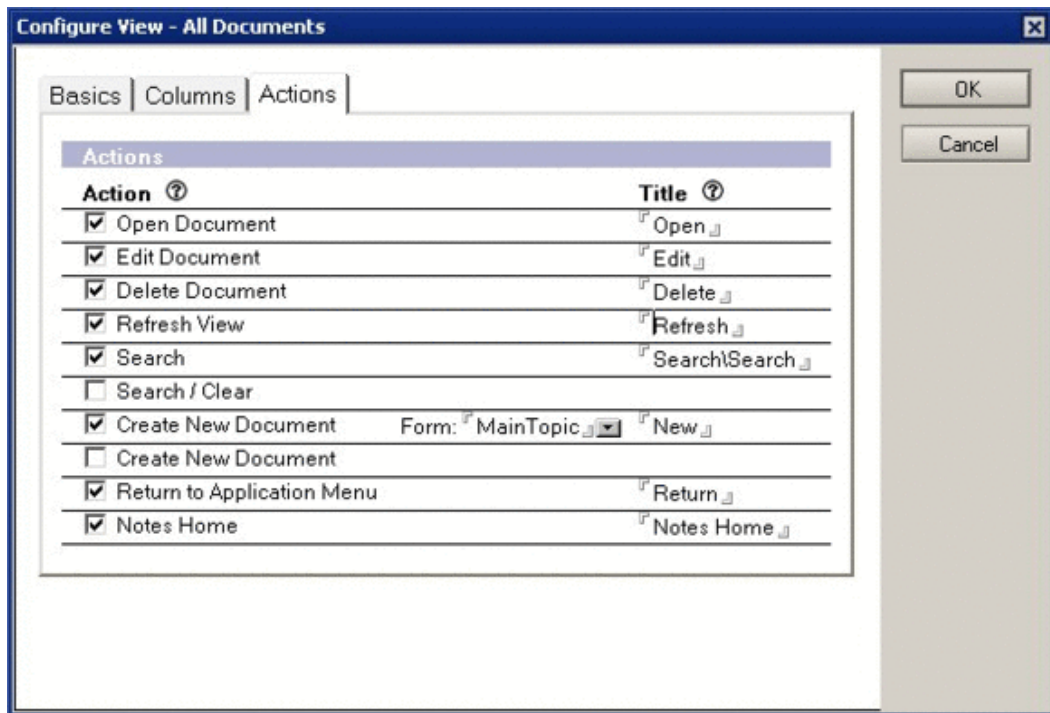 Configure View - All Documents
Basics Columns Actions
OK
Cancel
Actions
Action ? Title ?
Open Document Open
Edit Document Edit
Delete Document Delete
Refresh View Refresh
Search Search\Search
Search / Clear
Create New Document Form: MainTopic New
Create New Document
Return to Application Menu Return
Notes Home Notes Home